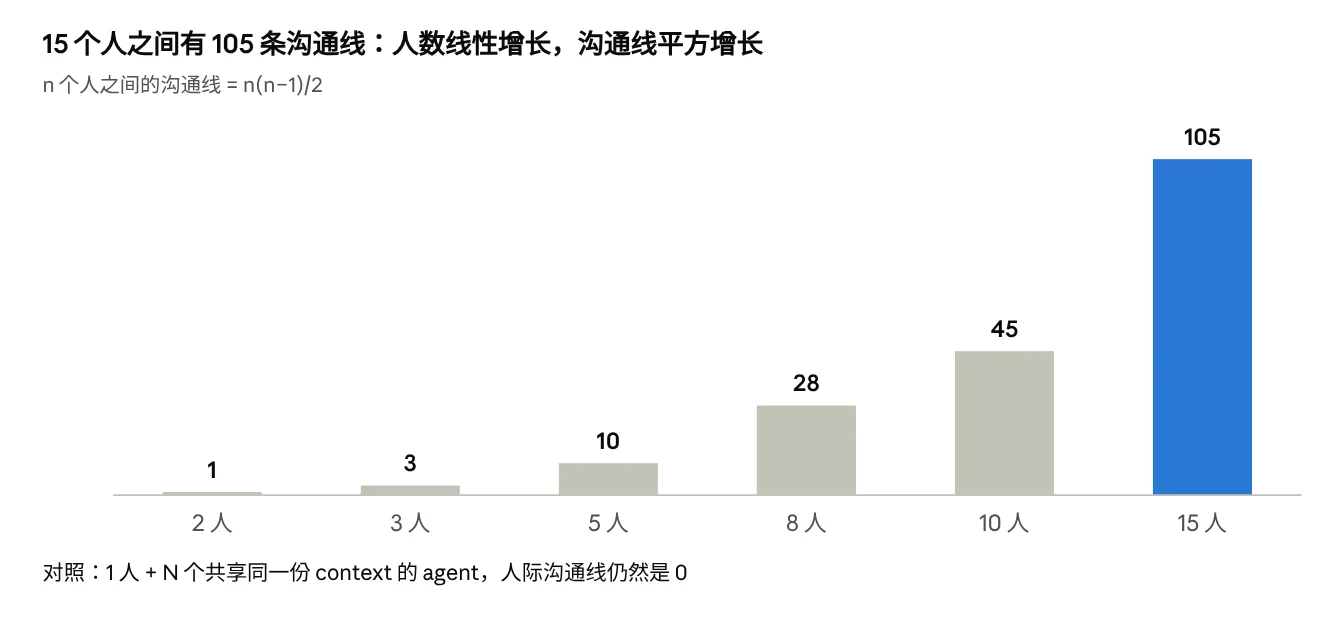 15 个人之间有 105 条沟通线：人数线性增长，沟通线平方增长
n 个人之间的沟通线 = n(n−1)/2
105
45
28
10
3
1
2 人
3 人
5 人
8 人
10 人
15 人
对照：1 人 + N 个共享同一份 context 的 agent，人际沟通线仍然是 0